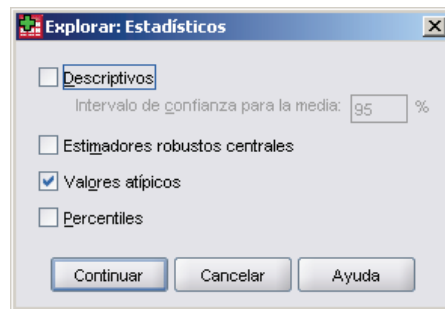 Explorar: Estadísticos
Descriptivos
Intervalo de confianza para la media: 95 %
Estimadores robustos centrales
Valores atípicos
Percentiles
Continuar Cancelar Ayuda